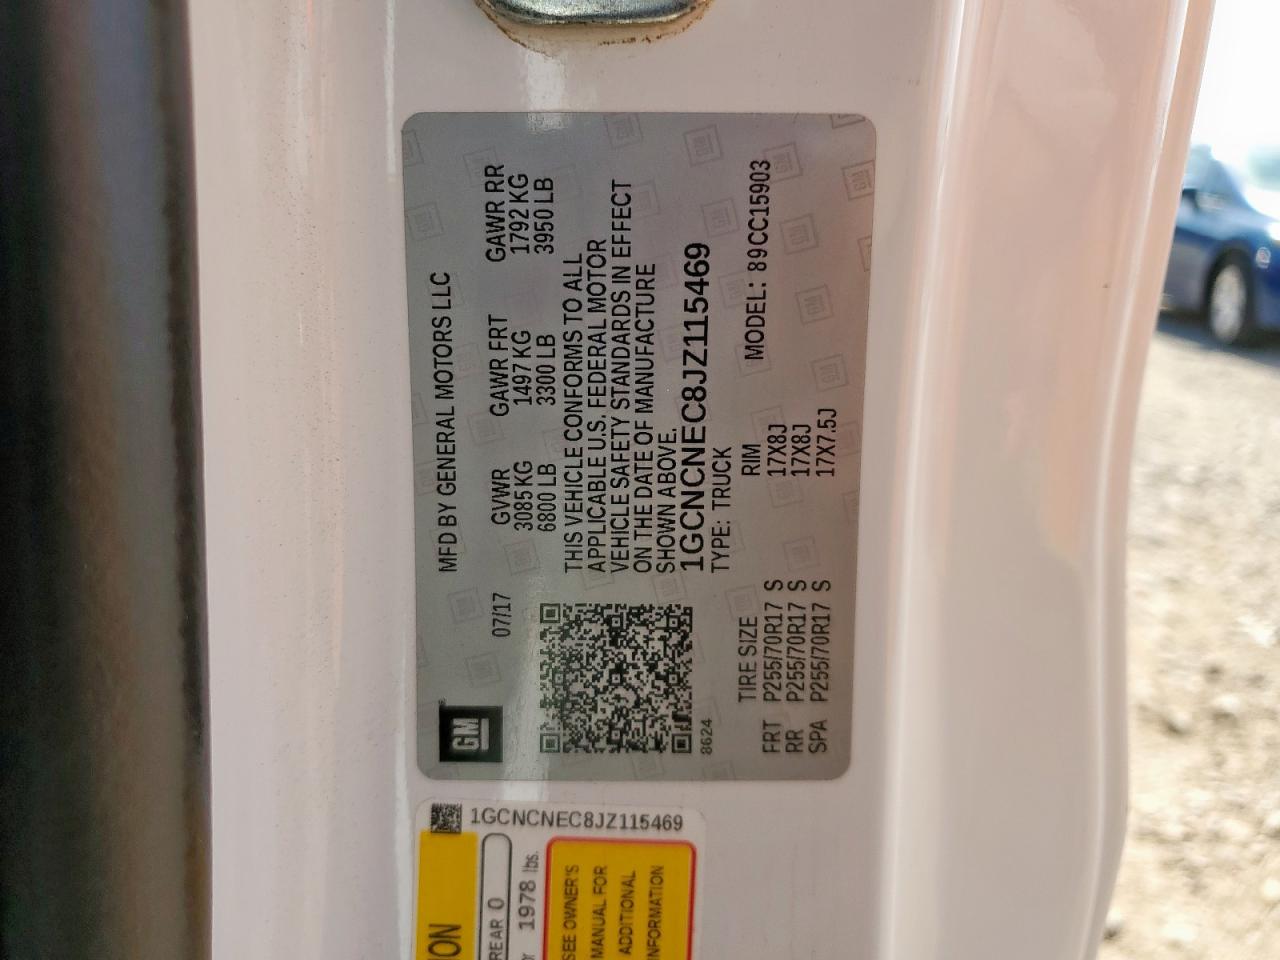 MFD BY GENERAL MOTORS LLC
GM
07/17
GVWR GAWR FRT GAWR RR
3085 KG 1497 KG 1792 KG
6800 LB 3300 LB 3950 LB
THIS VEHICLE CONFORMS TO ALL
APPLICABLE U.S. FEDERAL MOTOR
VEHICLE SAFETY STANDARDS IN EFFECT
ON THE DATE OF MANUFACTURE
SHOWN ABOVE.
1GCNCNEC8JZ115469
8624
TYPE: TRUCK
TIRE SIZE RIM MODEL: 89CC15903
FRT P255/70R17 S 17X8J
RR P255/70R17 S 17X8J
SPA P255/70R17 S 17X7.5J
1GCNCNEC8JZ115469
REAR 0
1978 lbs.
SEE OWNER'S
MANUAL FOR
ADDITIONAL
INFORMATION